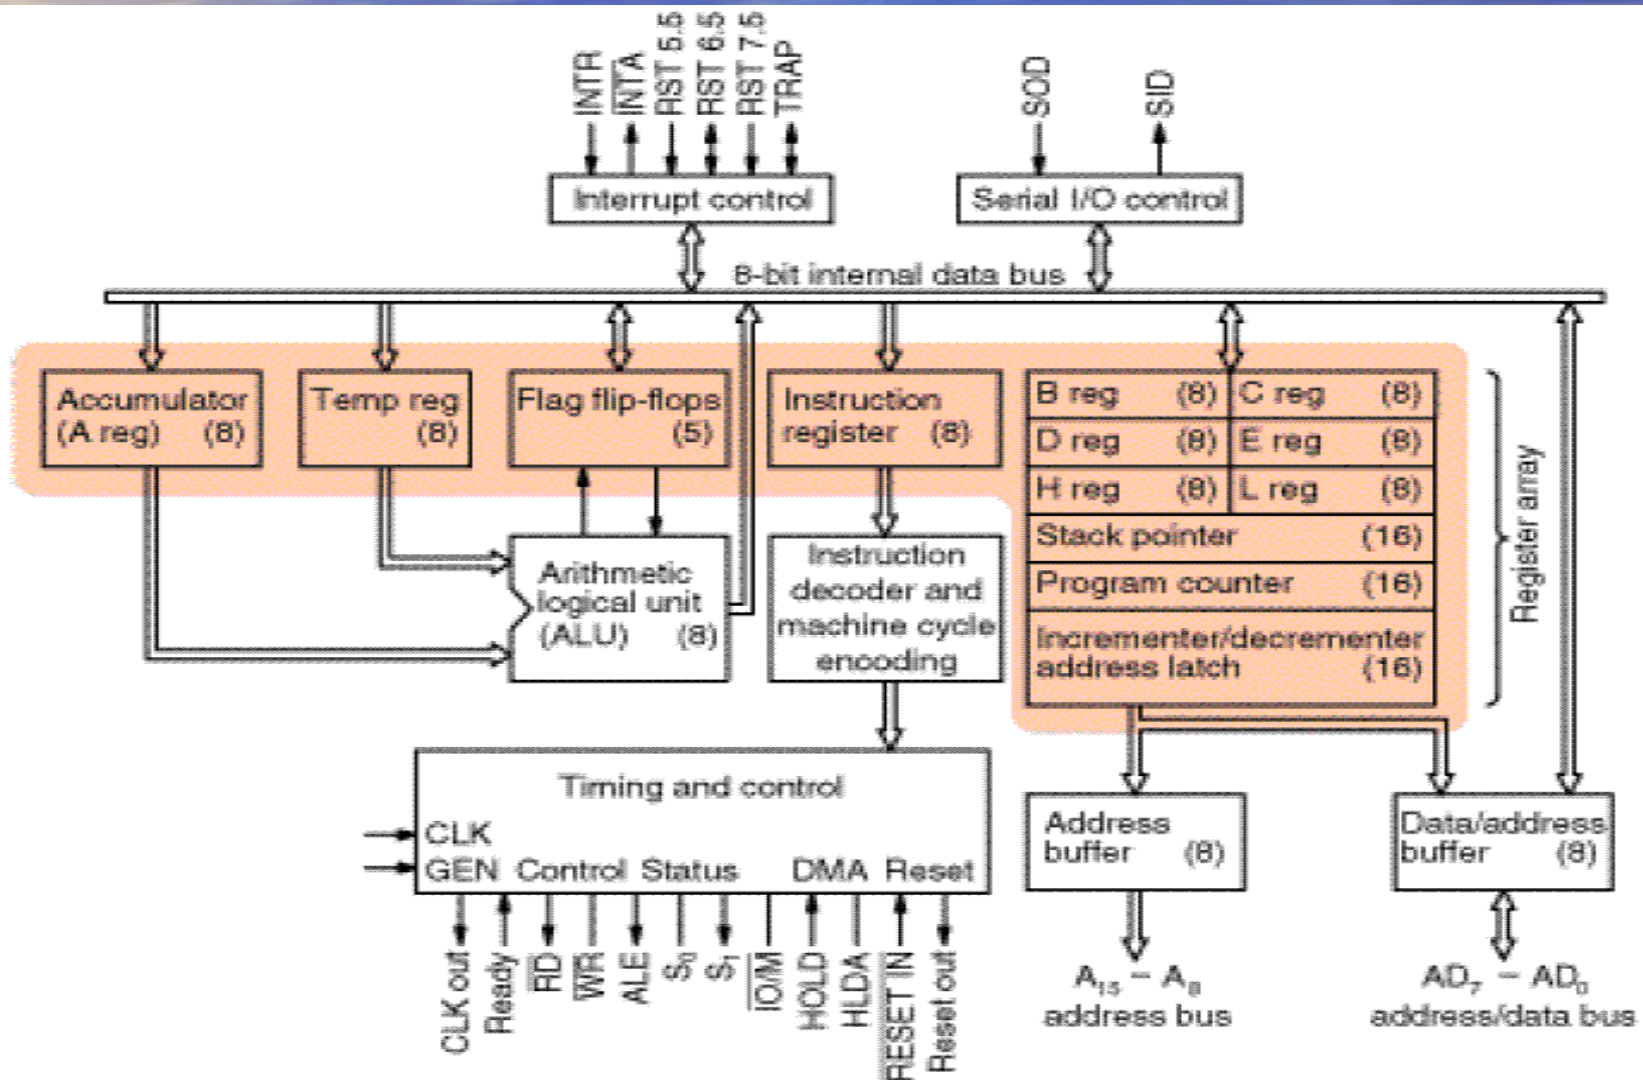 INTR
INTA
RST 5.5
RST 6.5
RST 7.5
TRAP
SOD
SID
Interrupt control
Serial I/O control
8-bit internal data bus
Accumulator
(A reg) (8)
Temp reg
(8)
Flag flip-flops
(5)
Instruction
register (8)
B reg (8) C reg (8)
D reg (8) E reg (8)
H reg (8) L reg (8)
Stack pointer (16)
Program counter (16)
Incrementer/decrementer
address latch (16)
Register array
Arithmetic
logical unit
(ALU) (8)
Instruction
decoder and
machine cycle
encoding
Timing and control
CLK
GEN Control Status DMA Reset
Address
buffer (8)
Data/address
buffer (8)
CLK out
Ready
RD
WR
ALE
S0
S1
IO/M
HOLD
HLDA
RESET IN
Reset out
A15 – A8
address bus
AD7 – AD0
address/data bus